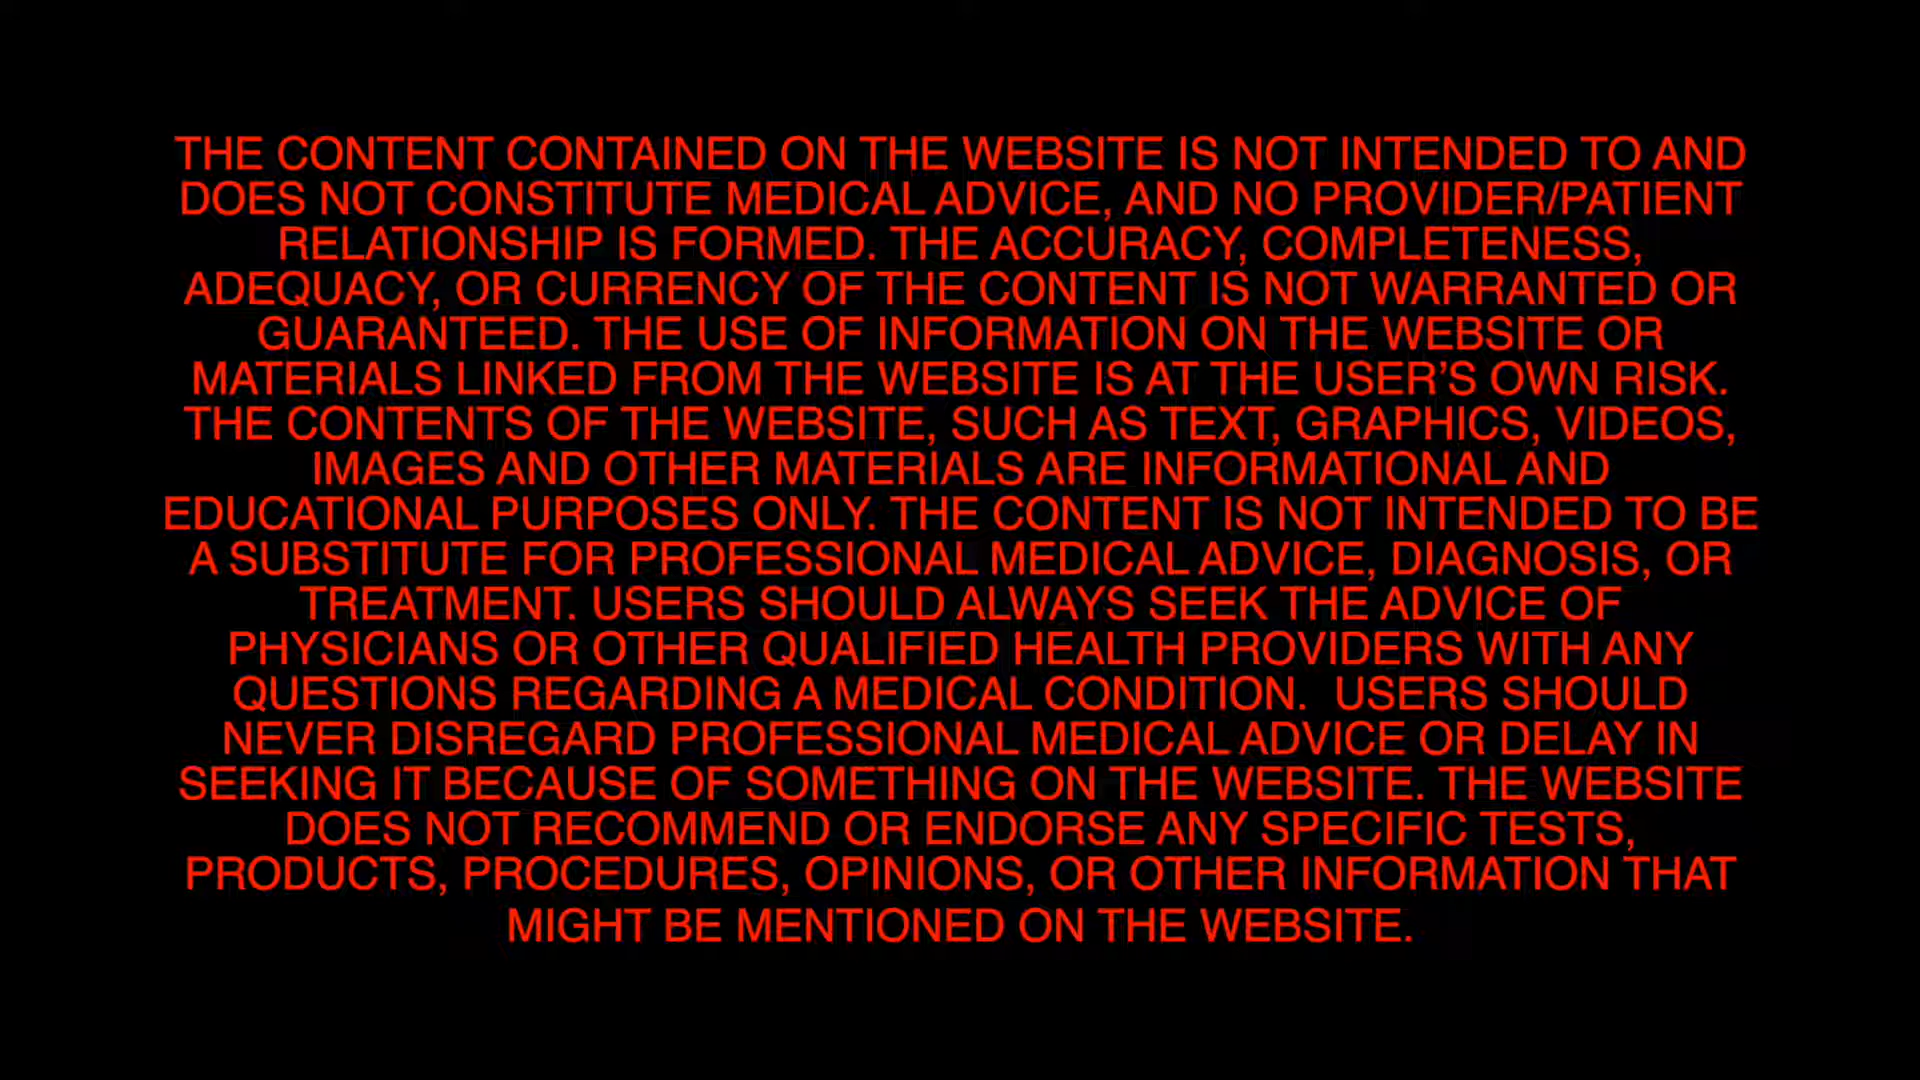 THE CONTENT CONTAINED ON THE WEBSITE IS NOT INTENDED TO AND
DOES NOT CONSTITUTE MEDICAL ADVICE, AND NO PROVIDER/PATIENT
RELATIONSHIP IS FORMED. THE ACCURACY, COMPLETENESS,
ADEQUACY, OR CURRENCY OF THE CONTENT IS NOT WARRANTED OR
GUARANTEED. THE USE OF INFORMATION ON THE WEBSITE OR
MATERIALS LINKED FROM THE WEBSITE IS AT THE USER’S OWN RISK.
THE CONTENTS OF THE WEBSITE, SUCH AS TEXT, GRAPHICS, VIDEOS,
IMAGES AND OTHER MATERIALS ARE INFORMATIONAL AND
EDUCATIONAL PURPOSES ONLY. THE CONTENT IS NOT INTENDED TO BE
A SUBSTITUTE FOR PROFESSIONAL MEDICAL ADVICE, DIAGNOSIS, OR
TREATMENT. USERS SHOULD ALWAYS SEEK THE ADVICE OF
PHYSICIANS OR OTHER QUALIFIED HEALTH PROVIDERS WITH ANY
QUESTIONS REGARDING A MEDICAL CONDITION.  USERS SHOULD
NEVER DISREGARD PROFESSIONAL MEDICAL ADVICE OR DELAY IN
SEEKING IT BECAUSE OF SOMETHING ON THE WEBSITE. THE WEBSITE
DOES NOT RECOMMEND OR ENDORSE ANY SPECIFIC TESTS,
PRODUCTS, PROCEDURES, OPINIONS, OR OTHER INFORMATION THAT
MIGHT BE MENTIONED ON THE WEBSITE.